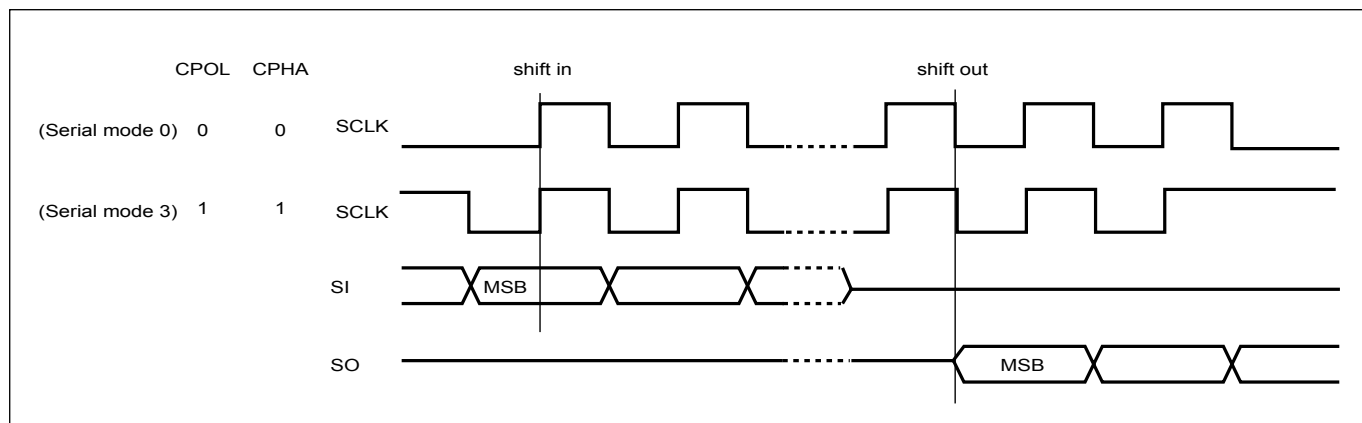 CPOL CPHA shift in shift out
(Serial mode 0) 0 0 SCLK
(Serial mode 3) 1 1 SCLK
SI MSB
SO MSB